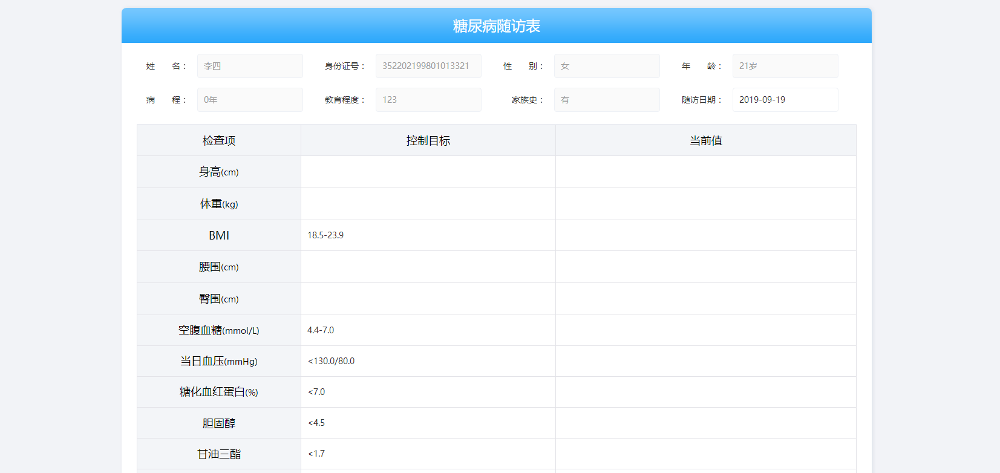 糖尿病随访表
姓 名： 李四 身份证号： 352202199801013321 性 别： 女 年 龄： 21岁
病 程： 0年 教育程度： 123 家族史： 有 随访日期： 2019-09-19
检查项 控制目标 当前值
身高(cm)
体重(kg)
BMI 18.5-23.9
腰围(cm)
臀围(cm)
空腹血糖(mmol/L) 4.4-7.0
当日血压(mmHg) <130.0/80.0
糖化血红蛋白(%) <7.0
胆固醇 <4.5
甘油三酯 <1.7